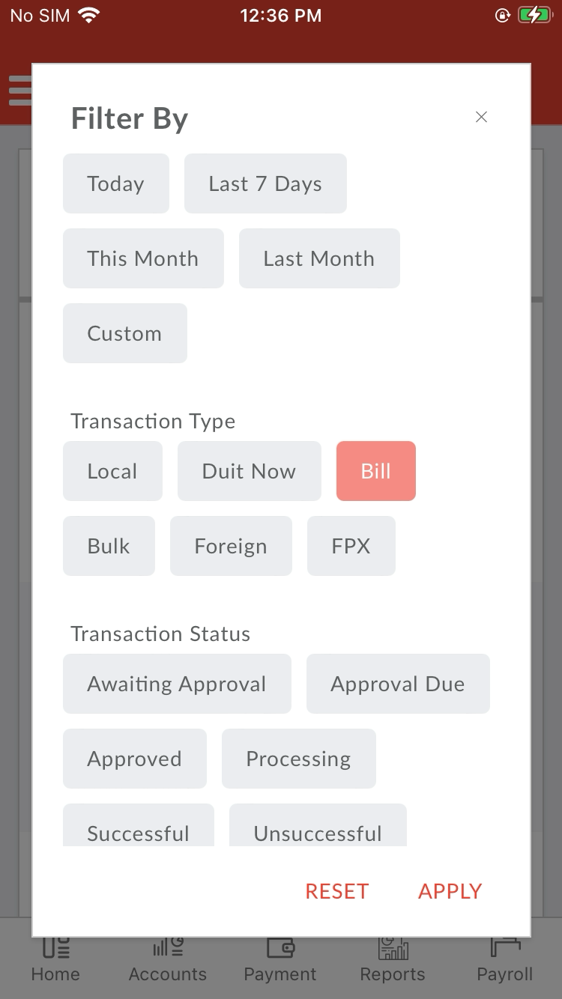 No SIM 12:36 PM
Filter By
Today Last 7 Days
This Month Last Month
Custom
Transaction Type
Local Duit Now Bill
Bulk Foreign FPX
Transaction Status
Awaiting Approval Approval Due
Approved Processing
Successful Unsuccessful
RESET APPLY
Home Accounts Payment Reports Payroll